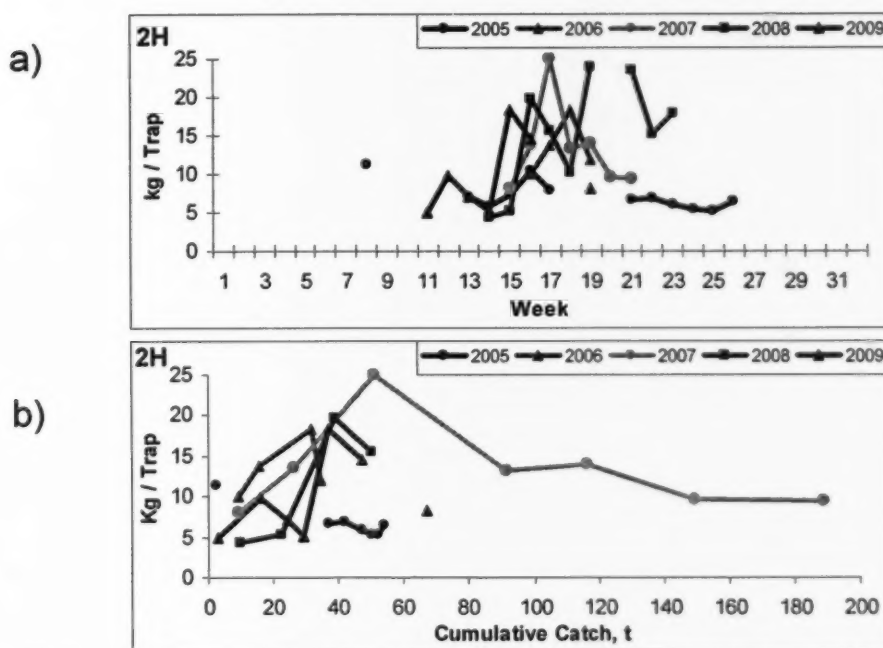 a)
2H
2005 2006 2007 2008 2009
kg / Trap
25
20
15
10
5
0
1 3 5 7 9 11 13 15 17 19 21 23 25 27 29 31
Week
b)
2H
2005 2006 2007 2008 2009
Kg / Trap
25
20
15
10
5
0
0 20 40 60 80 100 120 140 160 180 200
Cumulative Catch, t